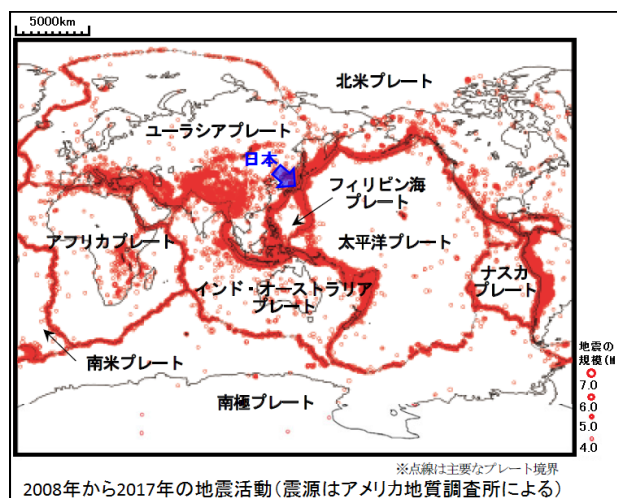 5000km
北米プレート
ユーラシアプレート
日本
フィリピン海
プレート
アフリカプレート
太平洋プレート
ナスカ
プレート
インド・オーストラリア
プレート
南米プレート
南極プレート
地震の
規模(M
7.0
6.0
5.0
4.0
※点線は主要なプレート境界
2008年から2017年の地震活動(震源はアメリカ地質調査所による)